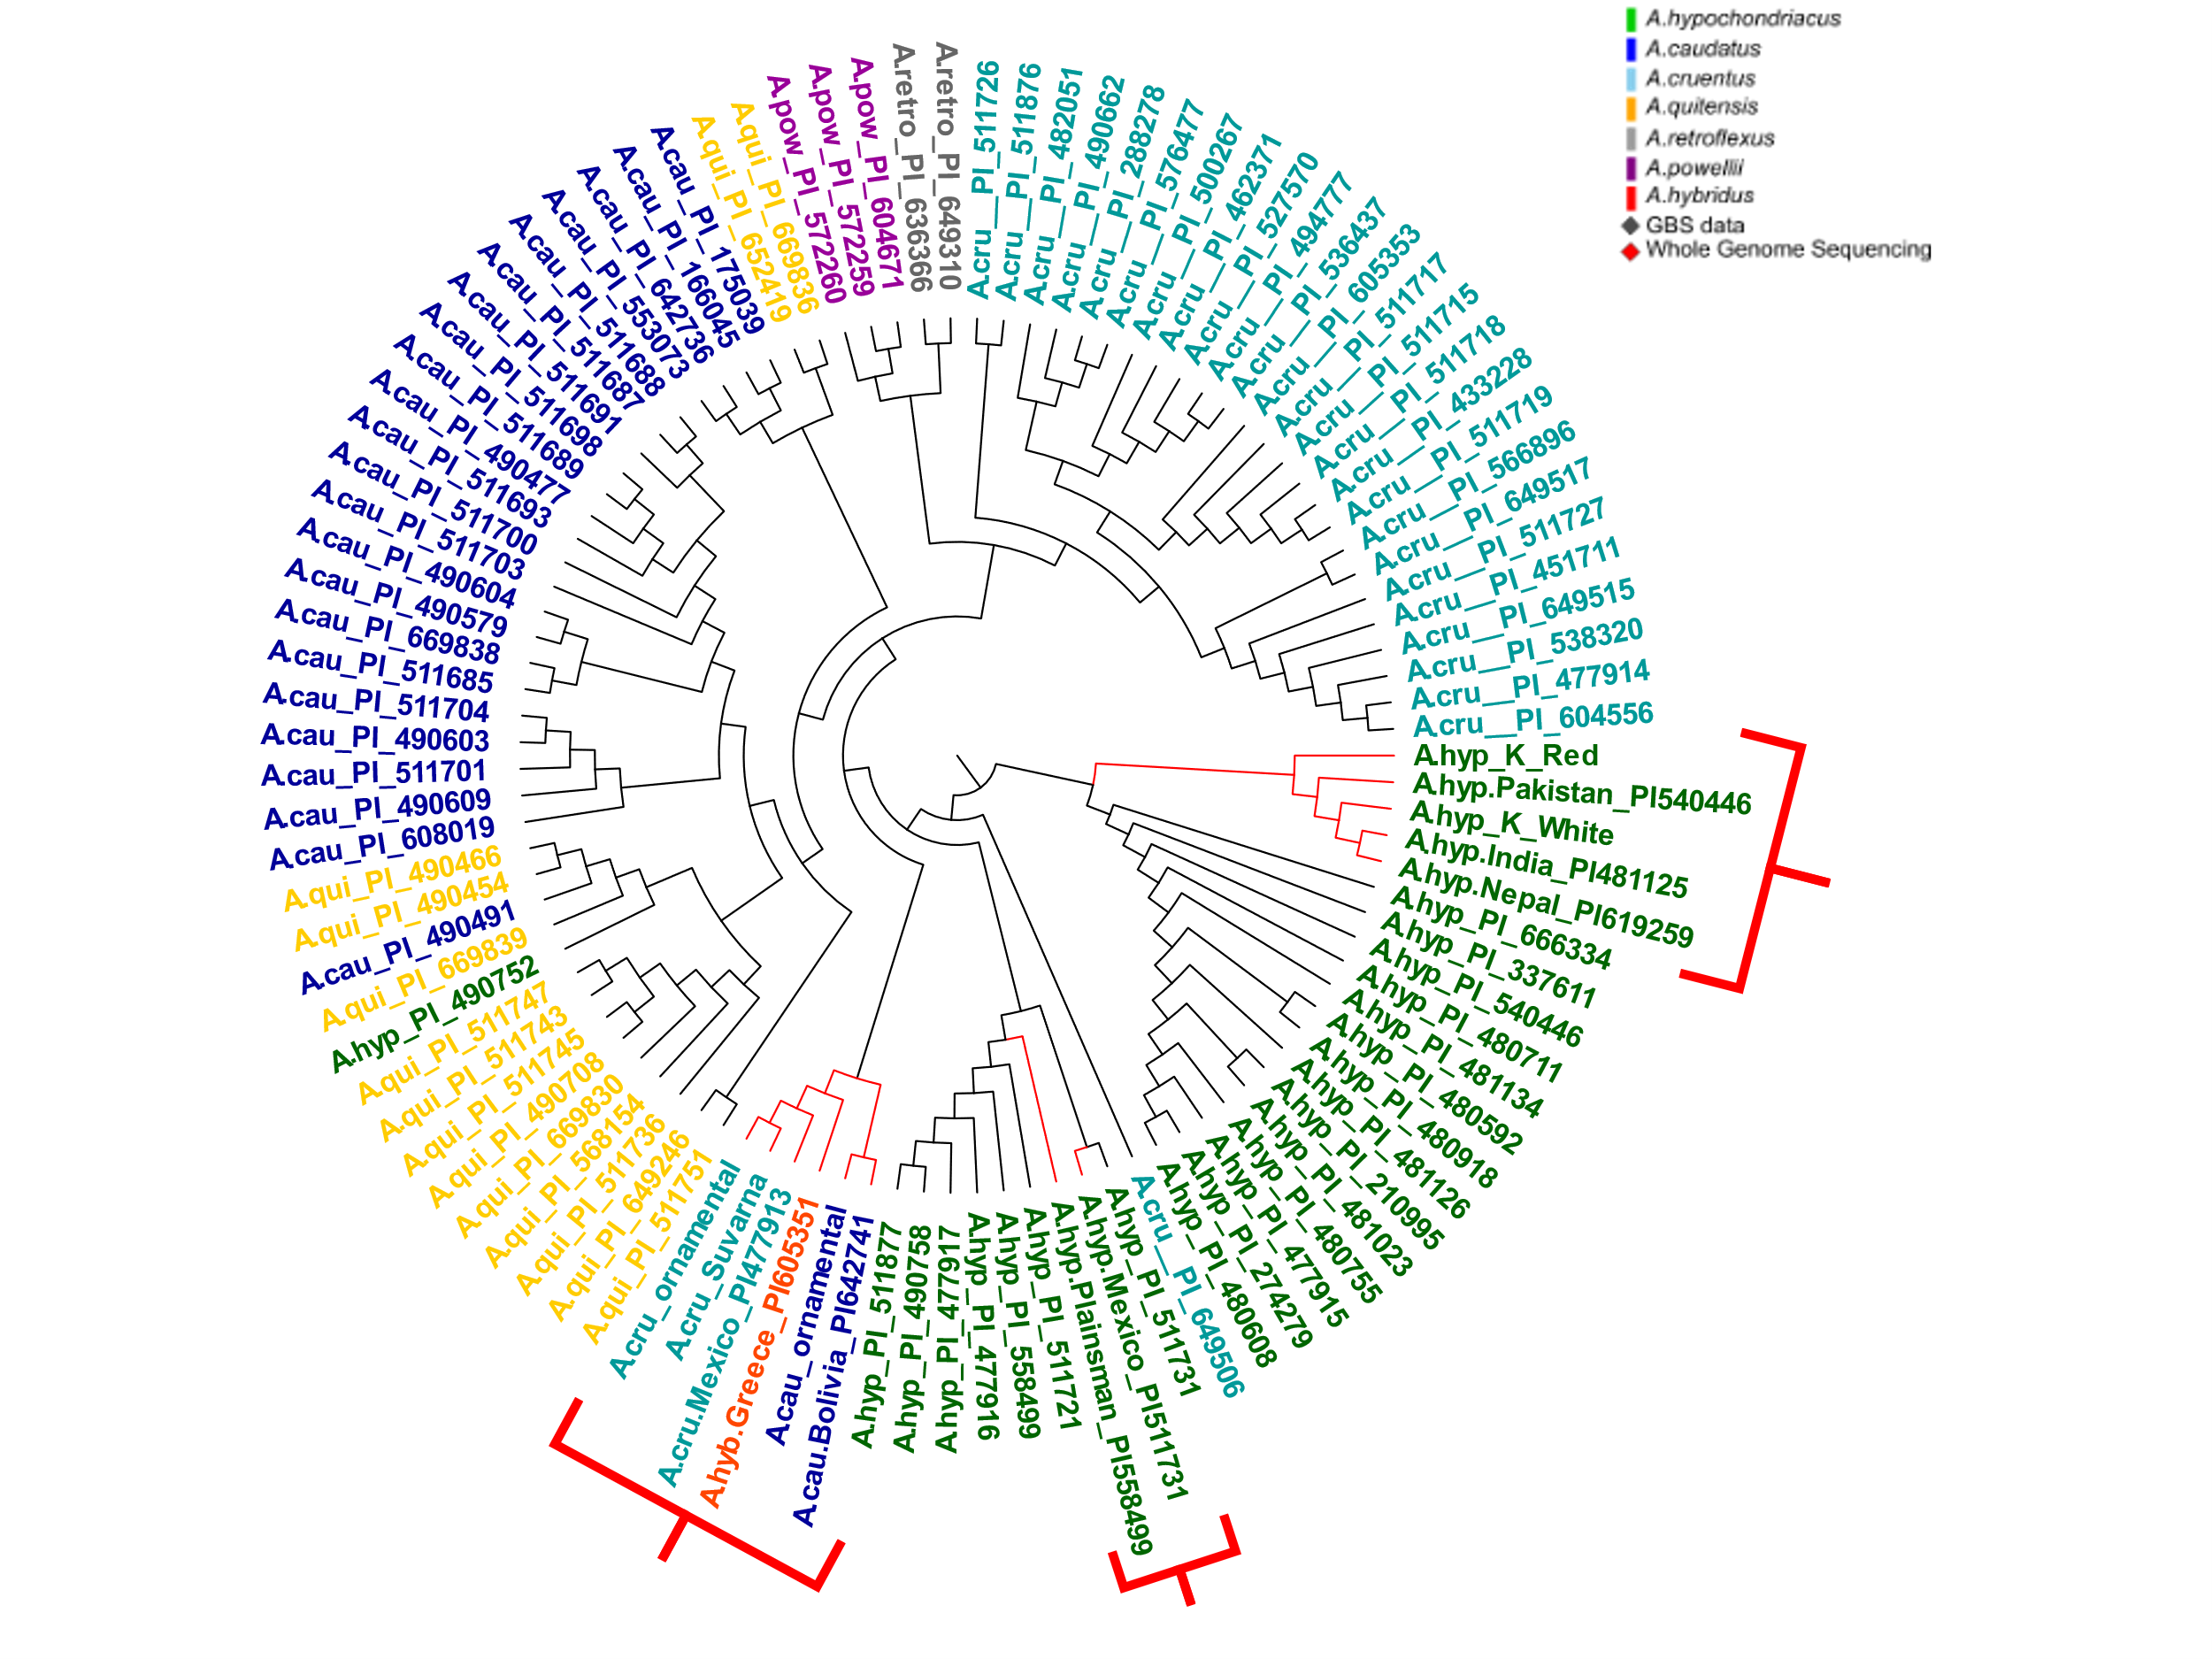 A.hypochondriacus
A.caudatus
A.cruentus
A.quitensis
A.retroflexus
A.powellii
A.hybridus
GBS data
Whole Genome Sequencing
A.cru__PI_511726
A.cru__PI_511876
A.cru__PI_482051
A.cru__PI_490662
A.cru__PI_288278
A.cru__PI_576477
A.cru__PI_500267
A.cru__PI_462371
A.cru__PI_527570
A.cru__PI_494777
A.cru__PI_536437
A.cru__PI_605353
A.cru__PI_511717
A.cru__PI_511715
A.cru__PI_511718
A.cru__PI_433228
A.cru__PI_511719
A.cru__PI_566896
A.cru__PI_649517
A.cru__PI_511727
A.cru__PI_451711
A.cru__PI_649515
A.cru__PI_538320
A.cru__PI_477914
A.cru__PI_604556
A.hyp_K_Red
A.hyp.Pakistan_PI540446
A.hyp_K_White
A.hyp.India_PI481125
A.hyp.Nepal_PI619259
A.hyp_PI_666334
A.hyp_PI_337611
A.hyp_PI_540446
A.hyp_PI_480711
A.hyp_PI_481134
A.hyp_PI_480592
A.hyp_PI_480918
A.hyp_PI_481126
A.hyp_PI_210995
A.hyp_PI_481023
A.hyp_PI_480755
A.hyp_PI_477915
A.hyp_PI_274279
A.hyp_PI_480608
A.cru__PI_649506
A.hyp_PI_511731
A.hyp.Mexico_PI511731
A.hyp.Plainsman_PI558499
A.hyp_PI_511721
A.hyp_PI_558499
A.hyp_PI_477916
A.hyp_PI_477917
A.hyp_PI_490758
A.hyp_PI_511877
A.cau.Bolivia_PI642741
A.cau_ornamental
A.hyb.Greece_PI605351
A.cru.Mexico_PI477913
A.cru_Suvarna
A.cru_ornamental
A.qui_PI_511751
A.qui_PI_649246
A.qui_PI_511736
A.qui_PI_568154
A.qui_PI_669830
A.qui_PI_490708
A.qui_PI_511745
A.qui_PI_511743
A.qui_PI_511747
A.hyp_PI_490752
A.qui_PI_669839
A.cau_PI_490491
A.qui_PI_490454
A.qui_PI_490466
A.cau_PI_608019
A.cau_PI_490609
A.cau_PI_511701
A.cau_PI_490603
A.cau_PI_511704
A.cau_PI_511685
A.cau_PI_669838
A.cau_PI_490579
A.cau_PI_490604
A.cau_PI_511703
A.cau_PI_511700
A.cau_PI_511693
A.cau_PI_490477
A.cau_PI_511689
A.cau_PI_511698
A.cau_PI_511691
A.cau_PI_511687
A.cau_PI_511688
A.cau_PI_553073
A.cau_PI_642736
A.cau_PI_166045
A.cau_PI_175039
A.qui_PI_652419
A.qui_PI_669836
A.pow_PI_572260
A.pow_PI_572259
A.pow_PI_604671
A.retro_PI_636366
A.retro_PI_649310